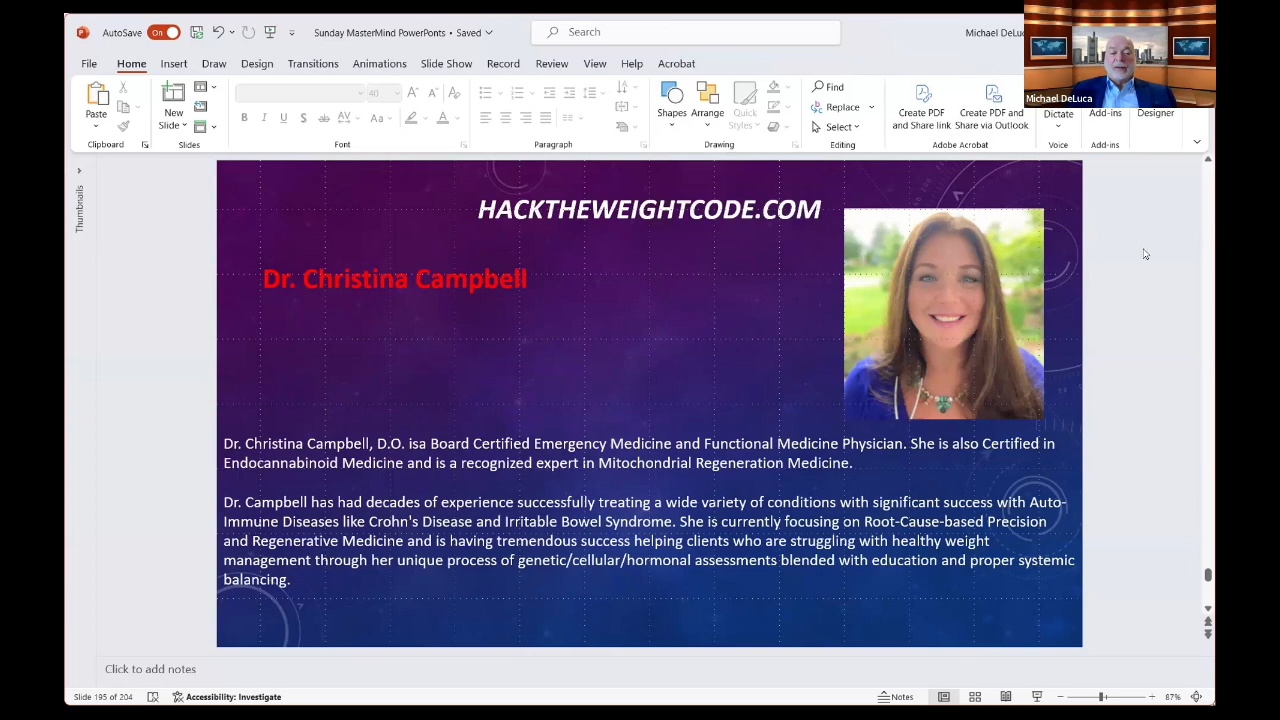 AutoSave On Sunday MasterMind PowerPonts • Saved Search Michael DeLuc
Michael DeLuca
File Home Insert Draw Design Transitions Animations Slide Show Record Review View Help Acrobat
Paste
Clipboard
New
Slide
Slides
40
Font
Paragraph
Shapes
Arrange
Quick
Styles
Drawing
Find
Replace
Select
Editing
Create PDF
and Share link
Create PDF and
Share via Outlook
Adobe Acrobat
Dictate
Voice
Add-ins
Add-ins
Designer
Thumbnails
HACKTHEWEIGHTCODE.COM
Dr. Christina Campbell
Dr. Christina Campbell, D.O. isa Board Certified Emergency Medicine and Functional Medicine Physician. She is also Certified in
Endocannabinoid Medicine and is a recognized expert in Mitochondrial Regeneration Medicine.
Dr. Campbell has had decades of experience successfully treating a wide variety of conditions with significant success with Auto-
Immune Diseases like Crohn's Disease and Irritable Bowel Syndrome. She is currently focusing on Root-Cause-based Precision
and Regenerative Medicine and is having tremendous success helping clients who are struggling with healthy weight
management through her unique process of genetic/cellular/hormonal assessments blended with education and proper systemic
balancing.
Click to add notes
Slide 195 of 204 Accessibility: Investigate Notes 87%